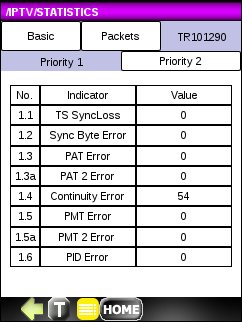 /IPTV/STATISTICS
Basic Packets TR101290
Priority 1 Priority 2
No. Indicator Value
1.1 TS SyncLoss 0
1.2 Sync Byte Error 0
1.3 PAT Error 0
1.3a PAT 2 Error 0
1.4 Continuity Error 54
1.5 PMT Error 0
1.5a PMT 2 Error 0
1.6 PID Error 0
T HOME